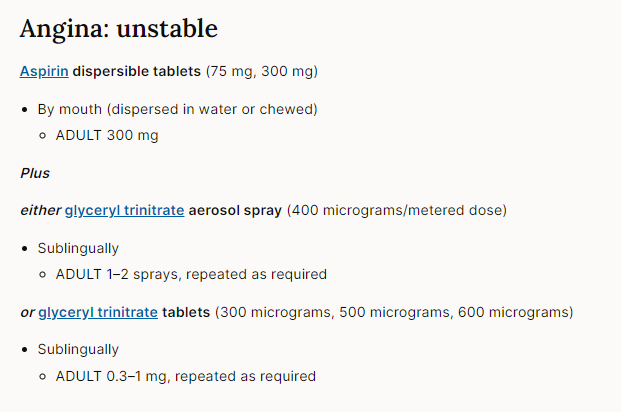 Angina: unstable
Aspirin dispersible tablets (75 mg, 300 mg)
• By mouth (dispersed in water or chewed)
◦ ADULT 300 mg
Plus
either glyceryl trinitrate aerosol spray (400 micrograms/metered dose)
• Sublingually
◦ ADULT 1–2 sprays, repeated as required
or glyceryl trinitrate tablets (300 micrograms, 500 micrograms, 600 micrograms)
• Sublingually
◦ ADULT 0.3–1 mg, repeated as required